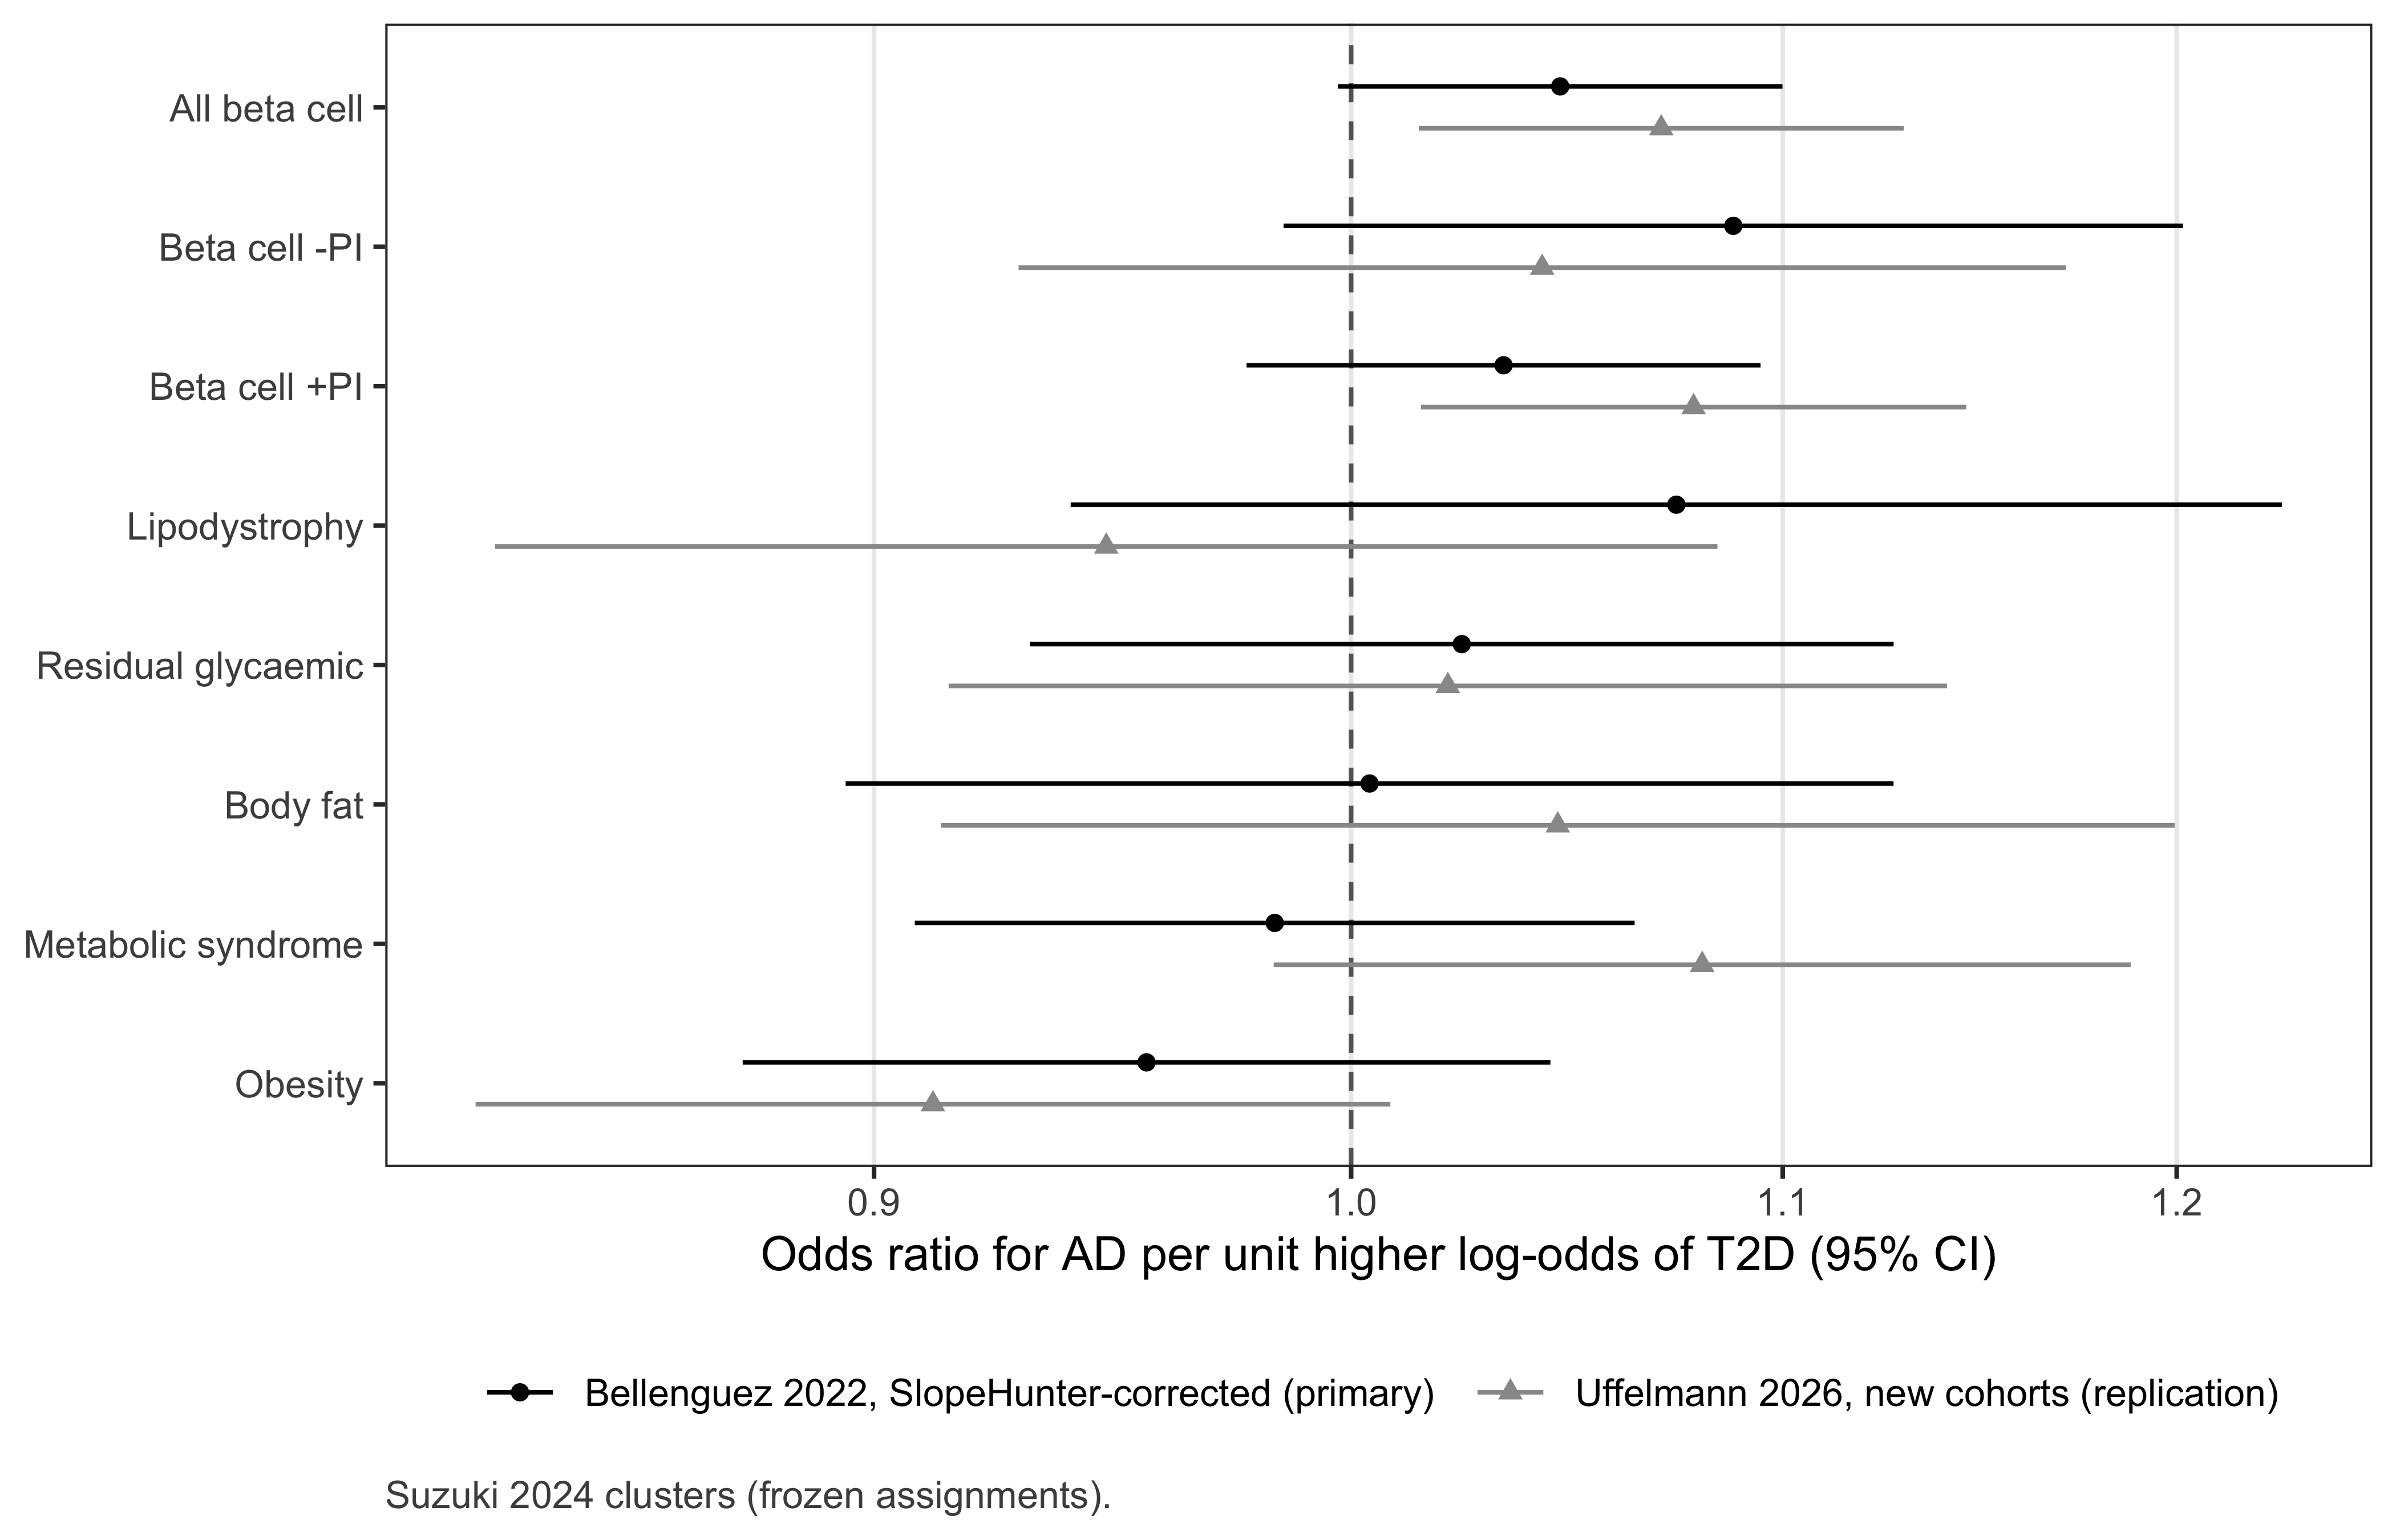 All beta cell
Beta cell -PI
Beta cell +PI
Lipodystrophy
Residual glycaemic
Body fat
Metabolic syndrome
Obesity
0.9 1.0 1.1 1.2
Odds ratio for AD per unit higher log-odds of T2D (95% CI)
Bellenguez 2022, SlopeHunter-corrected (primary) Uffelmann 2026, new cohorts (replication)
Suzuki 2024 clusters (frozen assignments).